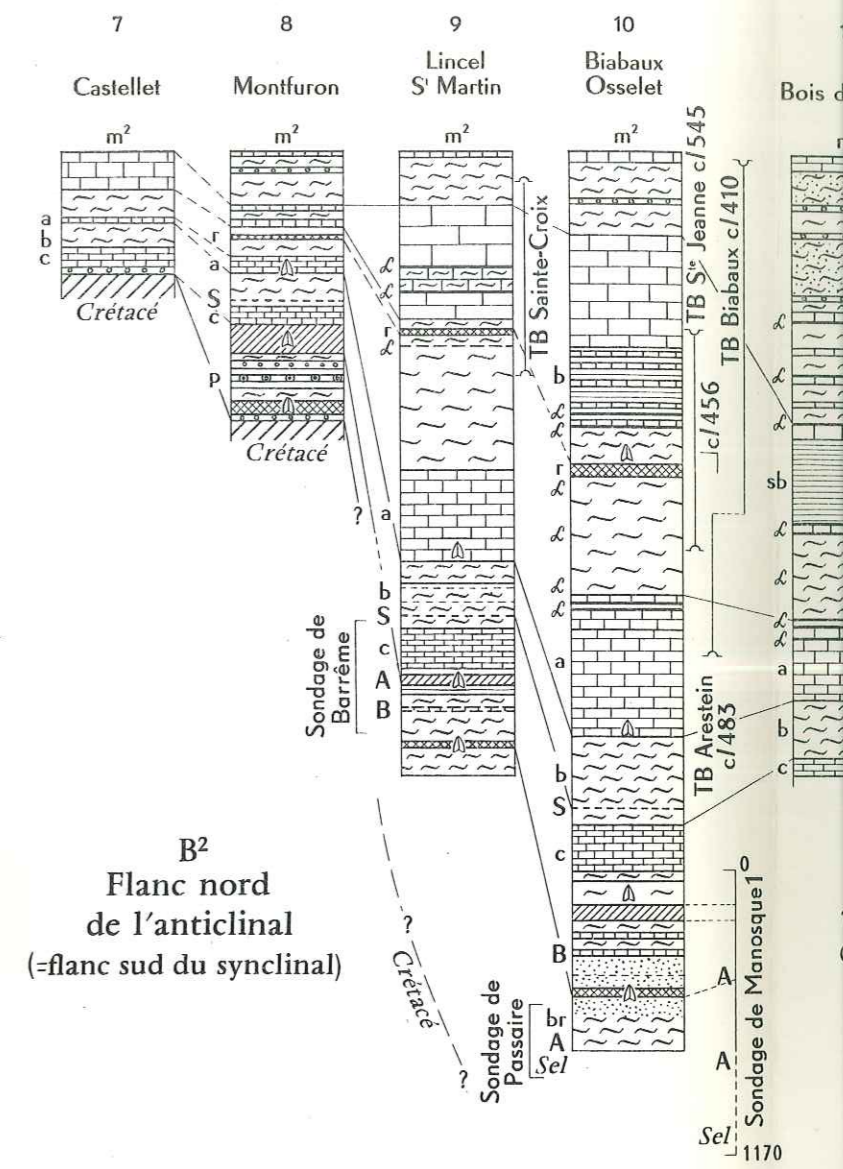 7
8
9
10
Castellet
Montfuron
Lincel
Sᵗ Martin
Biabaux
Osselet
Bois d
m²
m²
m²
m²
a
b
c
Crétacé
r
a
S
c
p
Crétacé
?
ℒ
ℒ
r
ℒ
a
b
S
c
A
B
Sondage de
Barrême
TB Sainte-Croix
b
ℒ
ℒ
r
ℒ
ℒ
ℒ
ℒ
a
b
S
c
B
br
A
Sel
Sondage de
Passaire
TB Sᵗᵉ Jeanne c/545
c/456
TB Biabaux c/410
TB Arestein
c/483
ℒ
ℒ
ℒ
sb
ℒ
ℒ
ℒ
ℒ
a
b
c
0
A
A
Sel
1170
Sondage de Manosque 1
B²
Flanc nord
de l'anticlinal
(=flanc sud du synclinal)
?
Crétacé
?